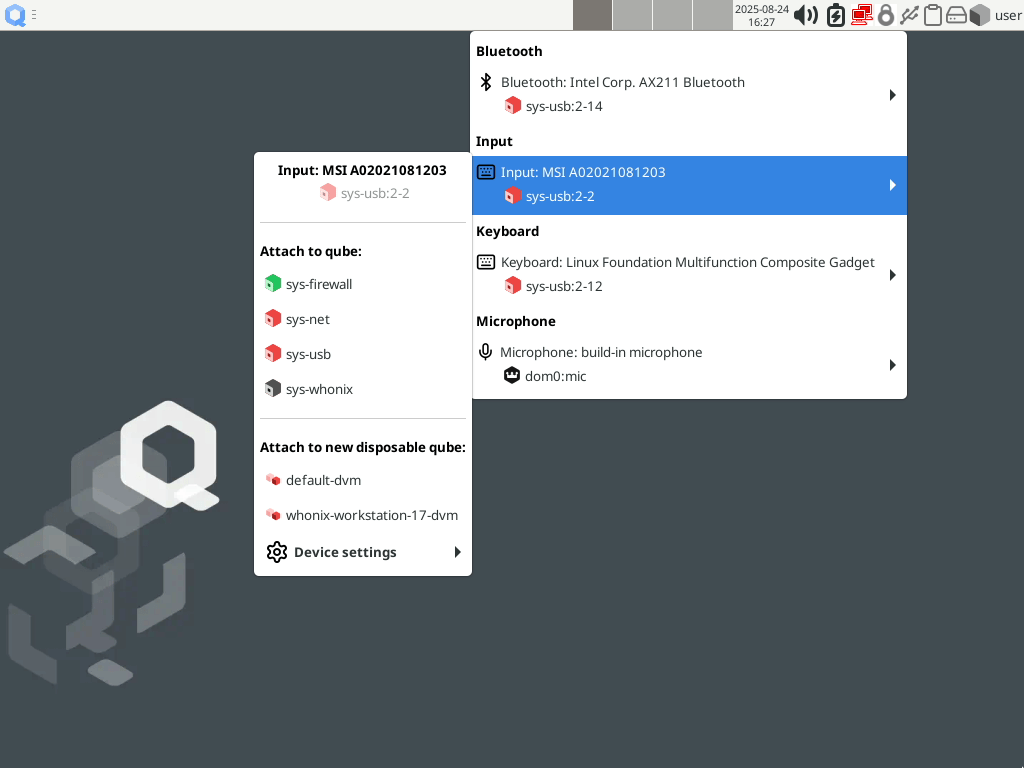 2025-08-24
16:27
user
Bluetooth
Bluetooth: Intel Corp. AX211 Bluetooth
sys-usb:2-14
Input
Input: MSI A02021081203
sys-usb:2-2
Keyboard
Keyboard: Linux Foundation Multifunction Composite Gadget
sys-usb:2-12
Microphone
Microphone: build-in microphone
dom0:mic
Input: MSI A02021081203
sys-usb:2-2
Attach to qube:
sys-firewall
sys-net
sys-usb
sys-whonix
Attach to new disposable qube:
default-dvm
whonix-workstation-17-dvm
Device settings